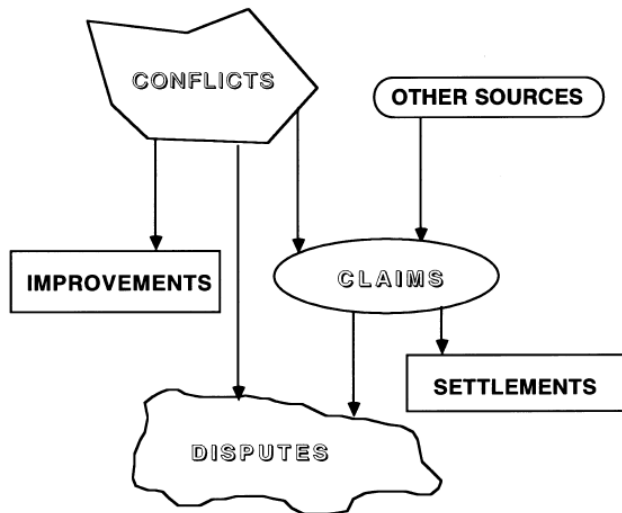 CONFLICTS
OTHER SOURCES
IMPROVEMENTS
CLAIMS
SETTLEMENTS
DISPUTES